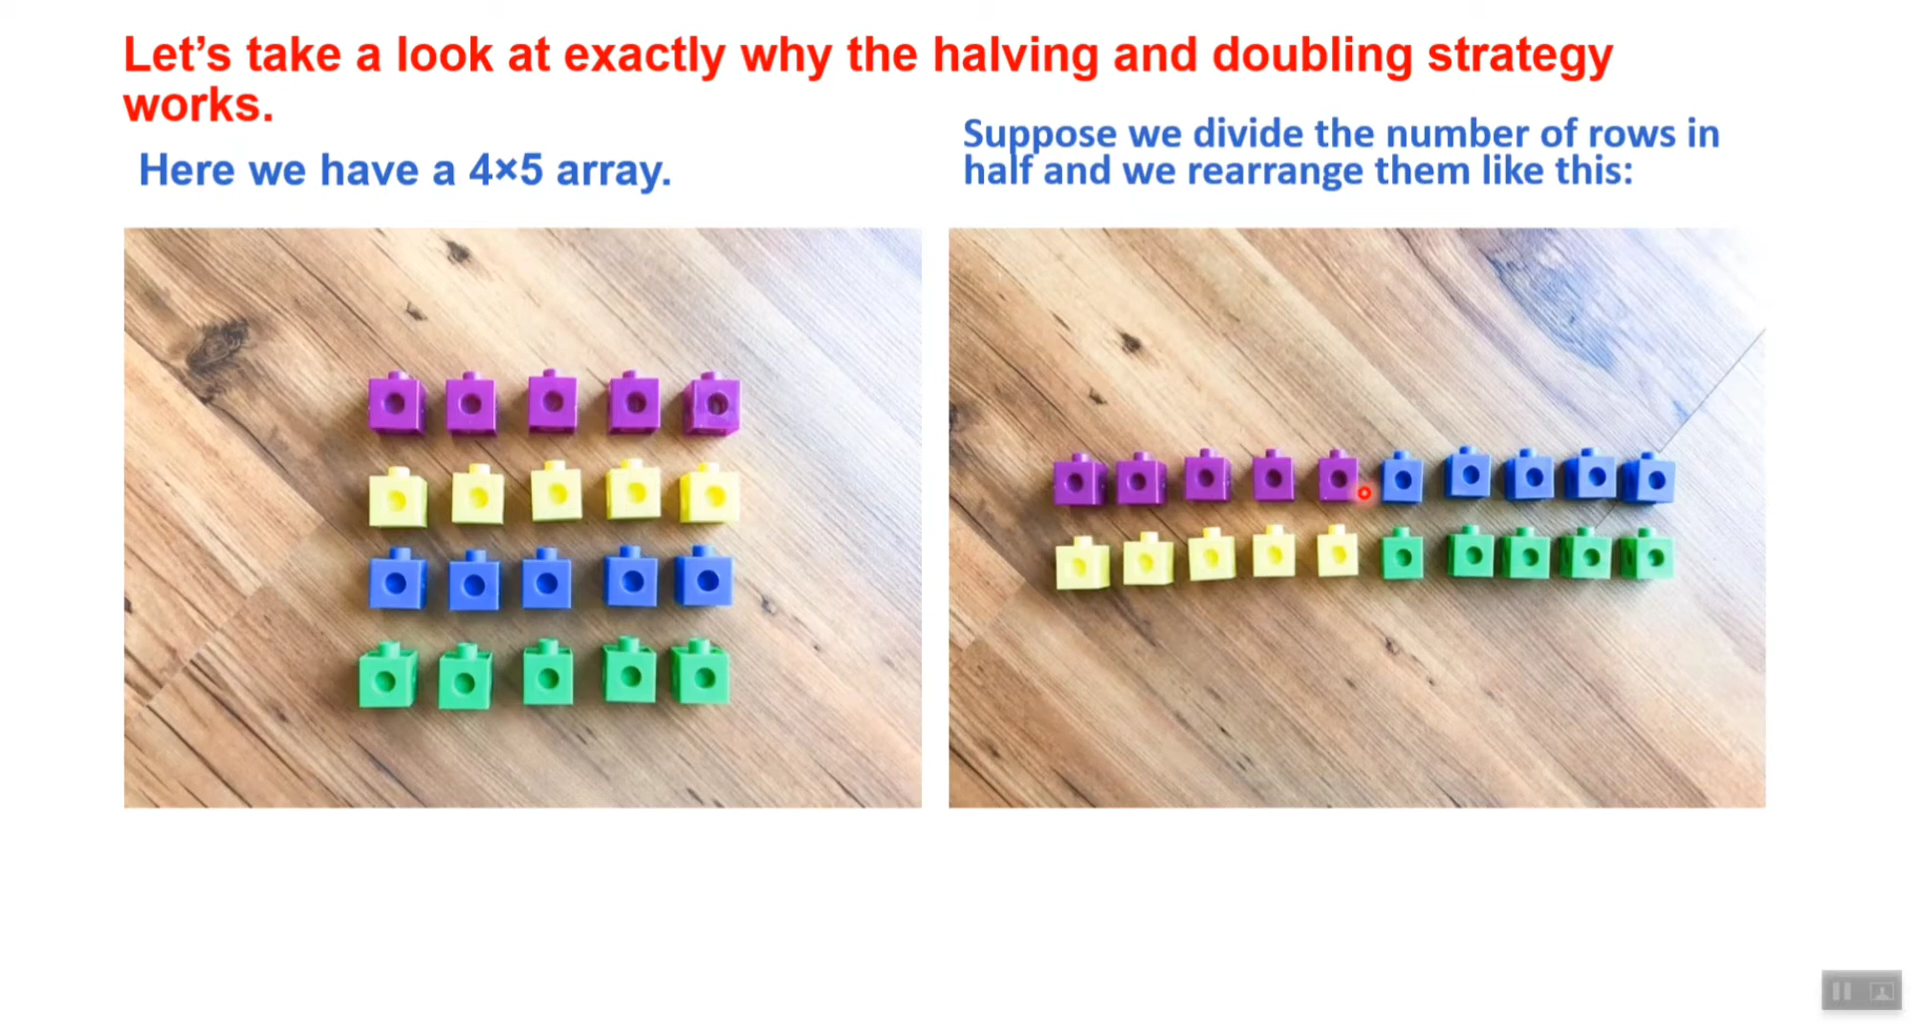 Let’s take a look at exactly why the halving and doubling strategy
works.
Here we have a 4×5 array.
Suppose we divide the number of rows in
half and we rearrange them like this: